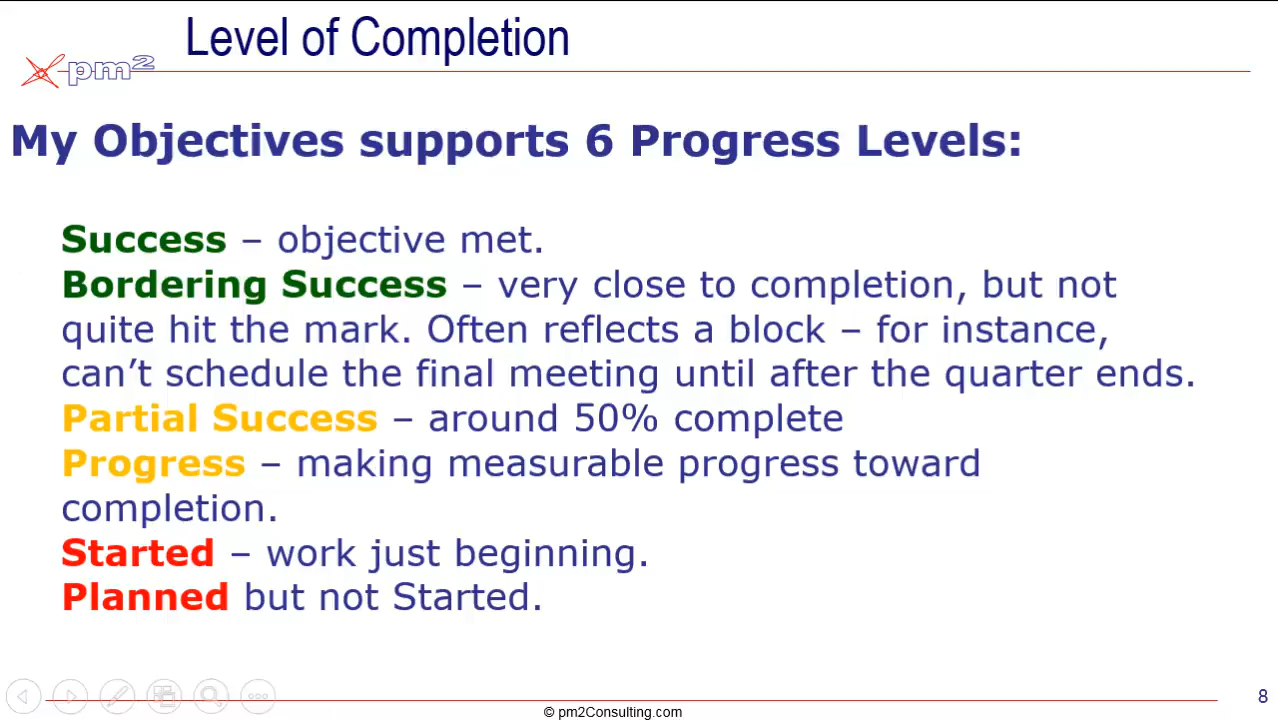 Level of Completion
pm2
My Objectives supports 6 Progress Levels:
Success – objective met.
Bordering Success – very close to completion, but not
quite hit the mark. Often reflects a block – for instance,
can’t schedule the final meeting until after the quarter ends.
Partial Success – around 50% complete
Progress – making measurable progress toward
completion.
Started – work just beginning.
Planned but not Started.
8
© pm2Consulting.com